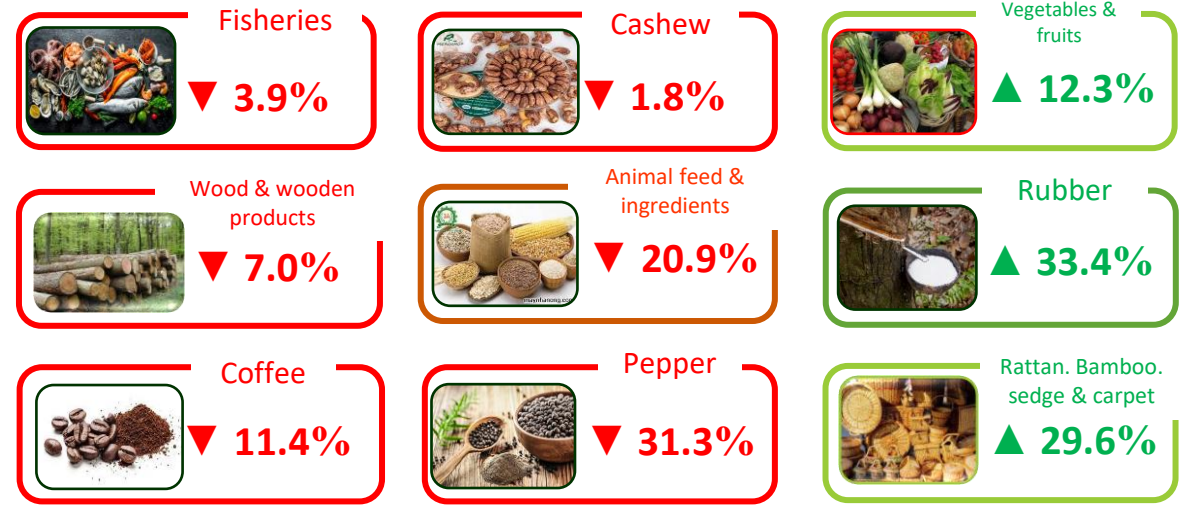 Fisheries
▼ 3.9%
Cashew
▼ 1.8%
Vegetables &
fruits
▲ 12.3%
Wood & wooden
products
▼ 7.0%
Animal feed &
ingredients
▼ 20.9%
Rubber
▲ 33.4%
Coffee
▼ 11.4%
Pepper
▼ 31.3%
Rattan. Bamboo.
sedge & carpet
▲ 29.6%